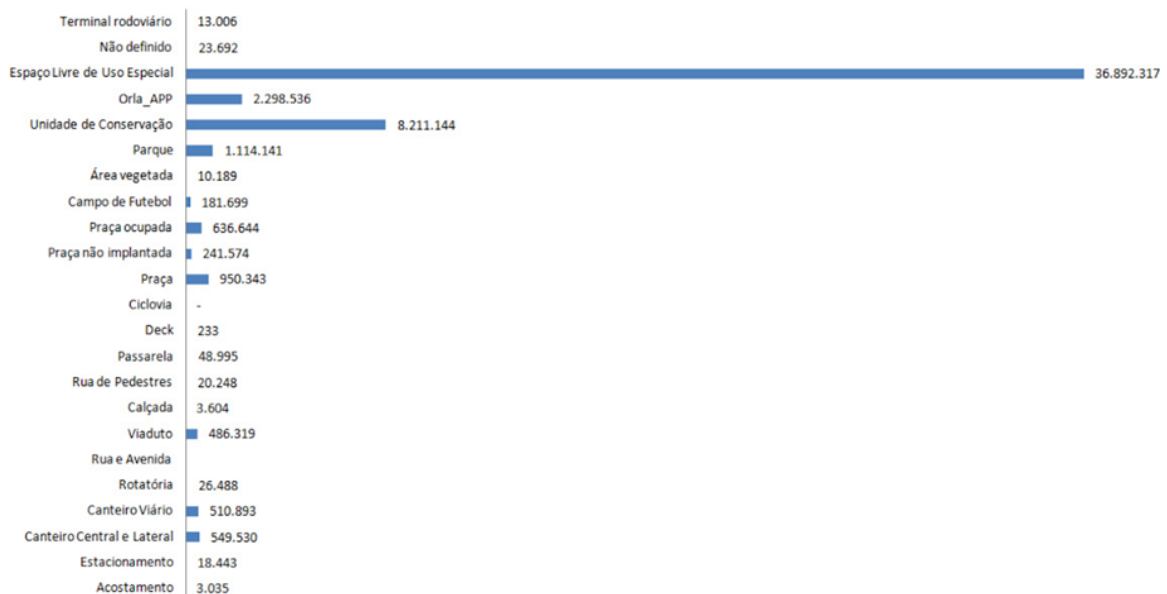 Terminal rodoviário 13.006
Não definido 23.692
Espaço Livre de Uso Especial 36.892.317
Orla_APP 2.298.536
Unidade de Conservação 8.211.144
Parque 1.114.141
Área vegetada 10.189
Campo de Futebol 181.699
Praça ocupada 636.644
Praça não implantada 241.574
Praça 950.343
Ciclovia -
Deck 233
Passarela 48.995
Rua de Pedestres 20.248
Calçada 3.604
Viaduto 486.319
Rua e Avenida
Rotatória 26.488
Canteiro Viário 510.893
Canteiro Central e Lateral 549.530
Estacionamento 18.443
Acostamento 3.035